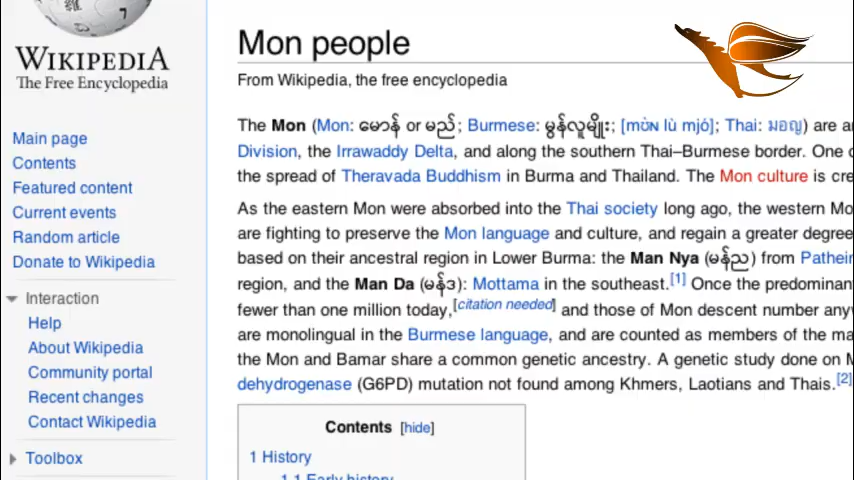 WIKIPEDIA
The Free Encyclopedia
Main page
Contents
Featured content
Current events
Random article
Donate to Wikipedia
Interaction
Help
About Wikipedia
Community portal
Recent changes
Contact Wikipedia
Toolbox
Mon people
From Wikipedia, the free encyclopedia
The Mon (Mon: မောန် or မည်; Burmese: မွန်လူမျိုး; [mʊ̀ɴ lù mjó]; Thai: มอญ) are
Division, the Irrawaddy Delta, and along the southern Thai–Burmese border. One
the spread of Theravada Buddhism in Burma and Thailand. The Mon culture is
As the eastern Mon were absorbed into the Thai society long ago, the western
are fighting to preserve the Mon language and culture, and regain a greater
based on their ancestral region in Lower Burma: the Man Nya (မန်ည) from
region, and the Man Da (မန်ဒ): Mottama in the southeast.[1] Once the
fewer than one million today,[citation needed] and those of Mon descent number
are monolingual in the Burmese language, and are counted as members of the
the Mon and Bamar share a common genetic ancestry. A genetic study done on
dehydrogenase (G6PD) mutation not found among Khmers, Laotians and Thais.[2]
Contents [hide]
1 History
1.1 Early history